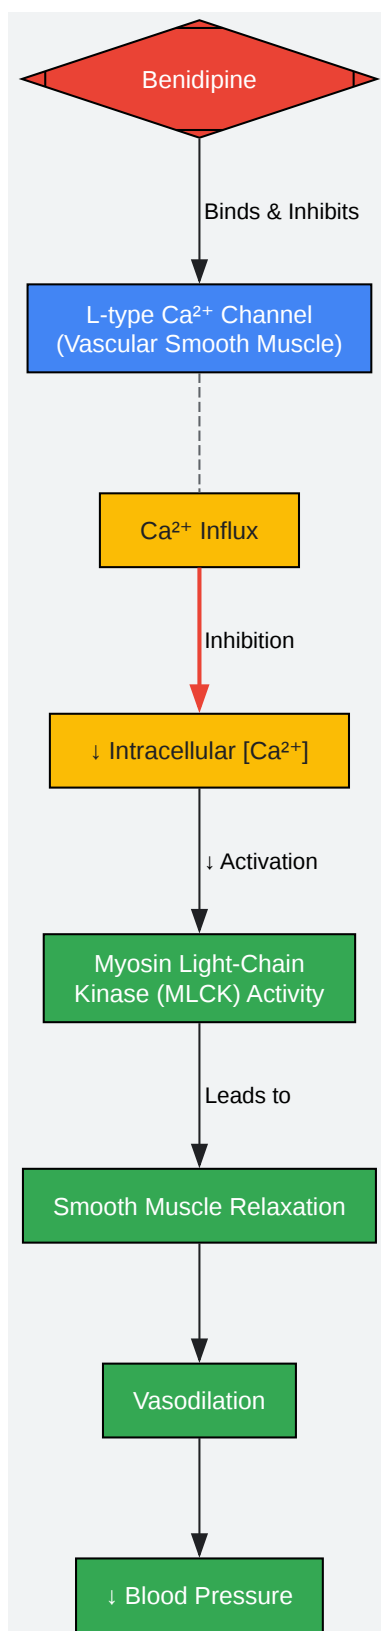 Benidipine
Binds & Inhibits
L-type Ca²⁺ Channel
(Vascular Smooth Muscle)
Ca²⁺ Influx
Inhibition
↓ Intracellular [Ca²⁺]
↓ Activation
Myosin Light-Chain
Kinase (MLCK) Activity
Leads to
Smooth Muscle Relaxation
Vasodilation
↓ Blood Pressure